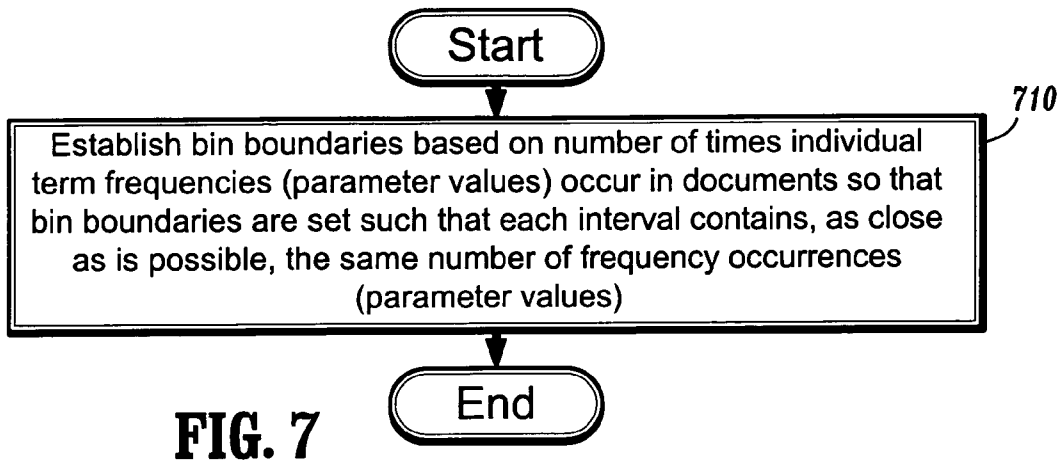 Start
710
Establish bin boundaries based on number of times individual
term frequencies (parameter values) occur in documents so that
bin boundaries are set such that each interval contains, as close
as is possible, the same number of frequency occurrences
(parameter values)
End
FIG. 7